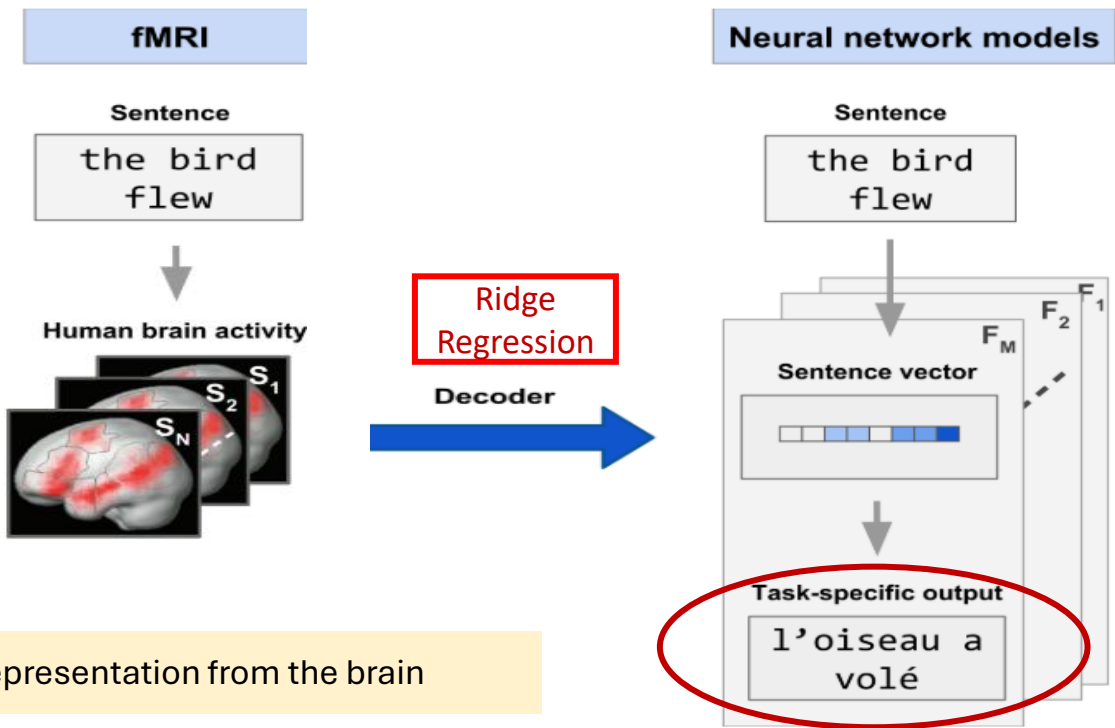 fMRI
Neural network models
Sentence
the bird
flew
Sentence
the bird
flew
Human brain activity
S1
S2
SN
Ridge
Regression
Decoder
F1
F2
FM
Sentence vector
Task-specific output
l'oiseau a
volé
from the brain